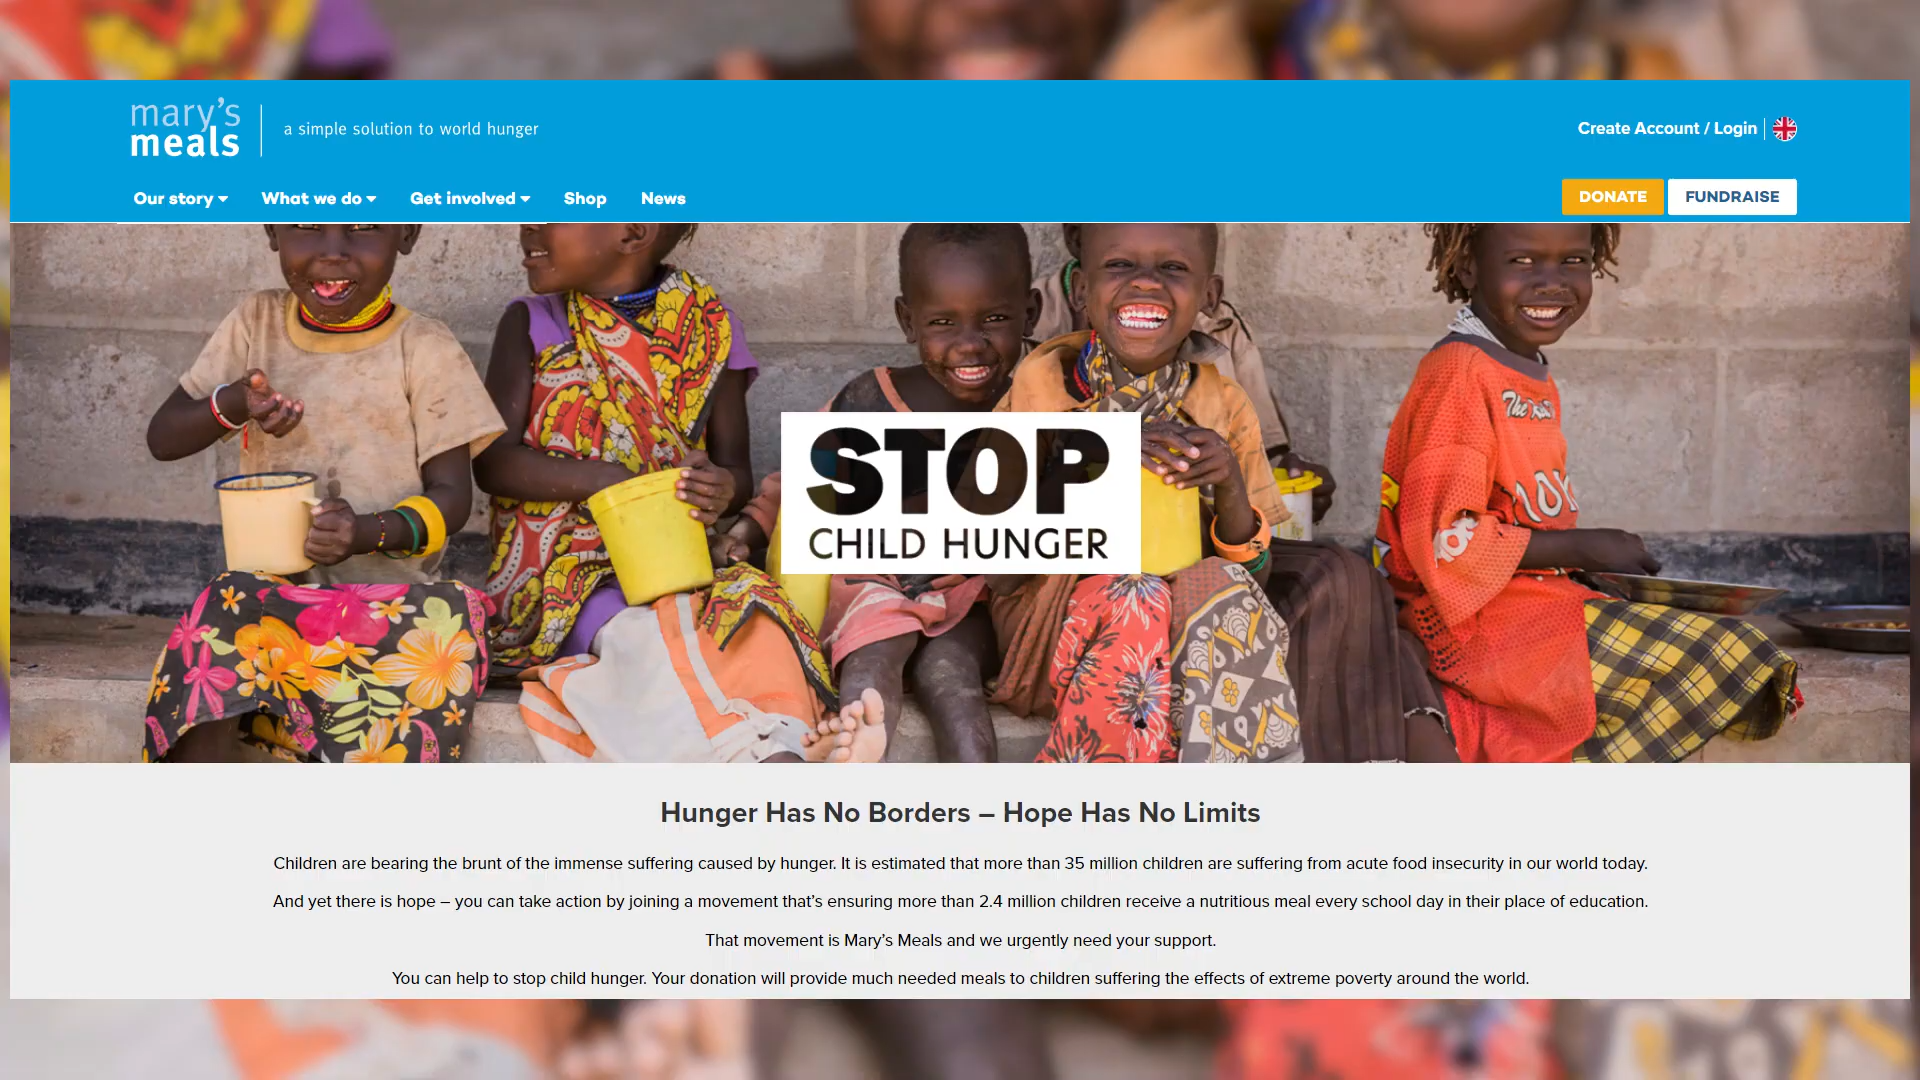 mary's
meals
a simple solution to world hunger
Create Account / Login
Our story
What we do
Get involved
Shop
News
DONATE
FUNDRAISE
STOP
CHILD HUNGER
Hunger Has No Borders – Hope Has No Limits
Children are bearing the brunt of the immense suffering caused by hunger. It is estimated that more than 35 million children are suffering from acute food insecurity in our world today.
And yet there is hope – you can take action by joining a movement that’s ensuring more than 2.4 million children receive a nutritious meal every school day in their place of education.
That movement is Mary’s Meals and we urgently need your support.
You can help to stop child hunger. Your donation will provide much needed meals to children suffering the effects of extreme poverty around the world.